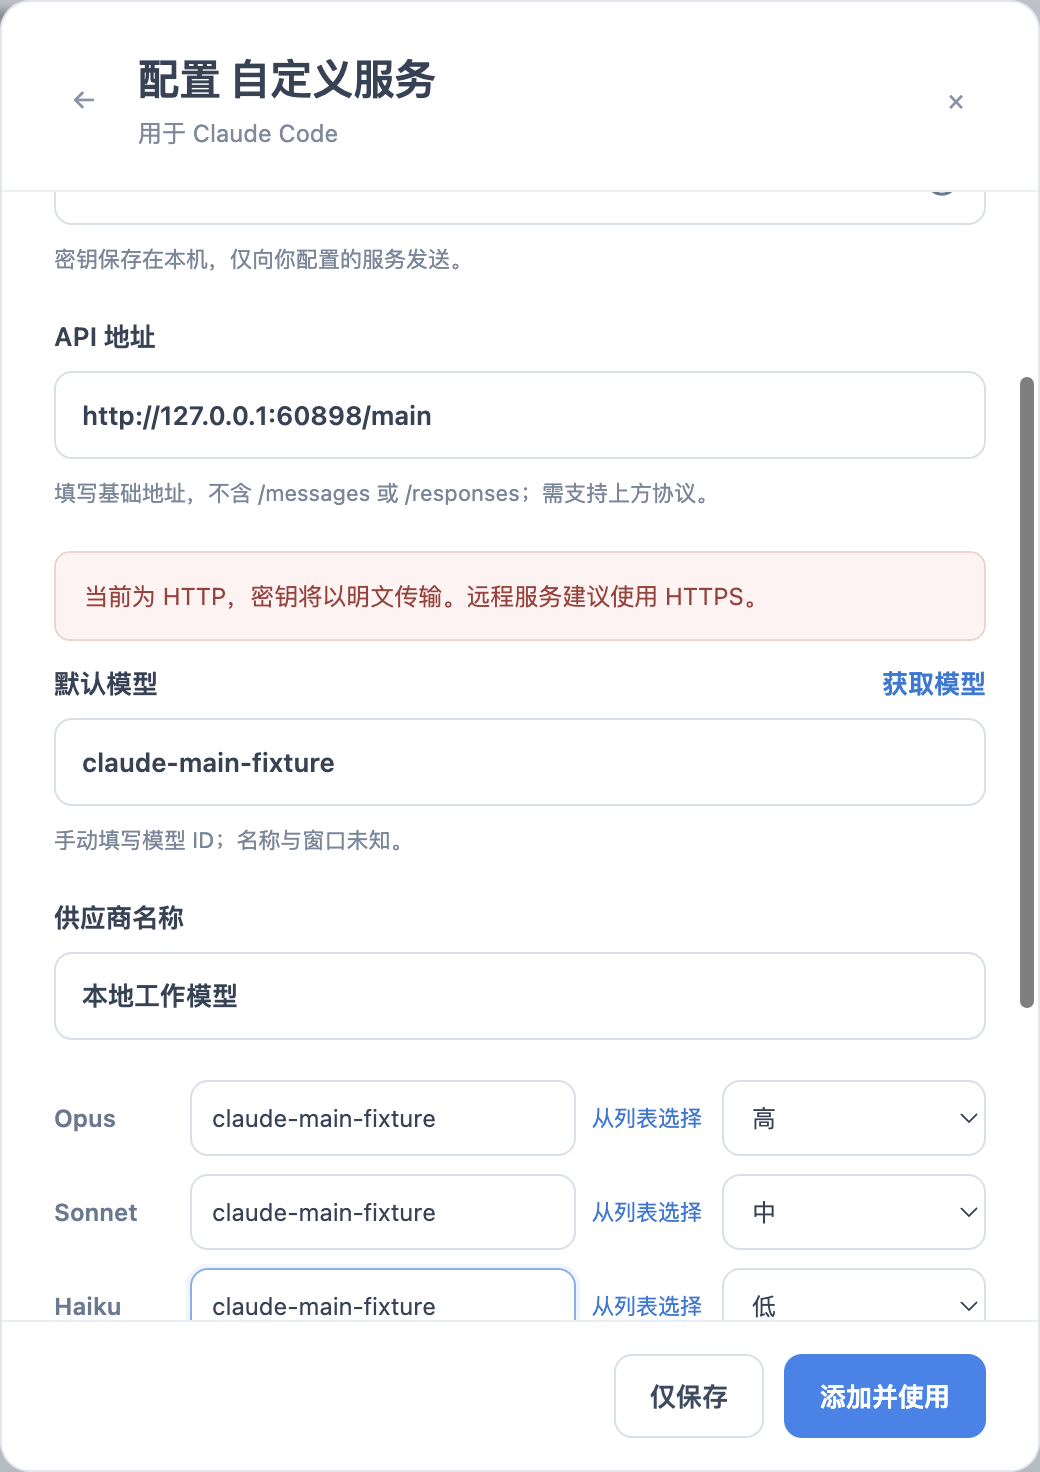 配置 自定义服务
用于 Claude Code
密钥保存在本机，仅向你配置的服务发送。
API 地址
http://127.0.0.1:60898/main
填写基础地址，不含 /messages 或 /responses；需支持上方协议。
当前为 HTTP，密钥将以明文传输。远程服务建议使用 HTTPS。
默认模型 获取模型
claude-main-fixture
手动填写模型 ID；名称与窗口未知。
供应商名称
本地工作模型
Opus claude-main-fixture 从列表选择 高
Sonnet claude-main-fixture 从列表选择 中
Haiku claude-main-fixture 从列表选择 低
仅保存 添加并使用